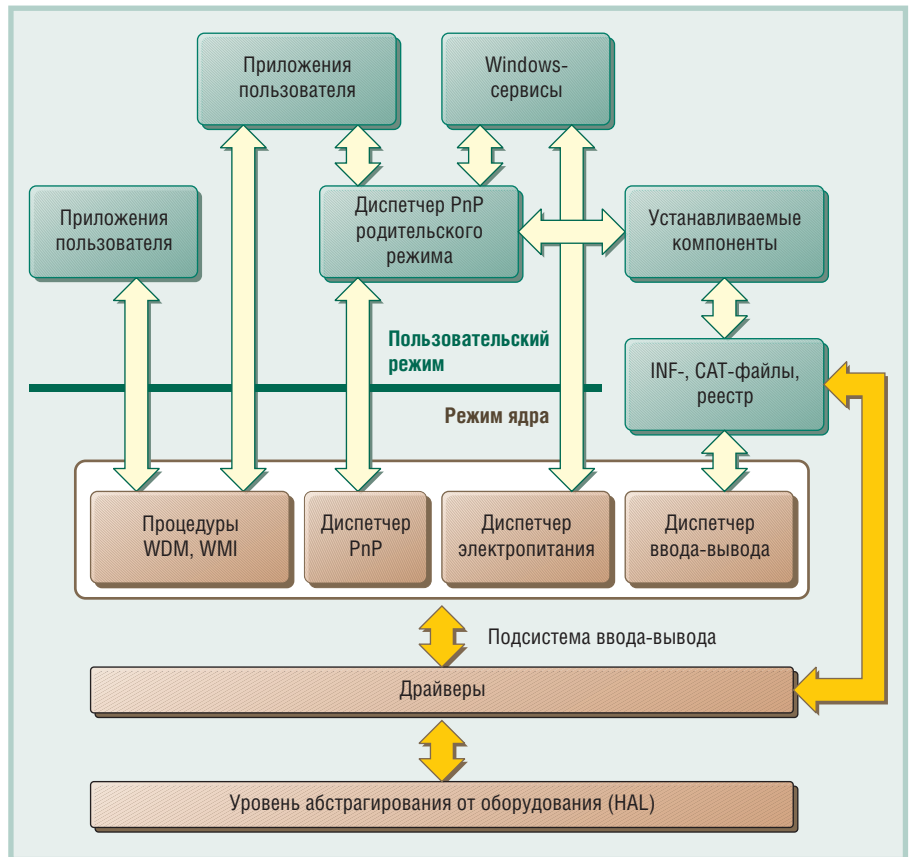 Приложения
пользователя
Windows-
сервисы
Приложения
пользователя
Диспетчер PnP
родительского
режима
Устанавливаемые
компоненты
Пользовательский
режим
INF-, CAT-файлы,
реестр
Режим ядра
Процедуры
WDM, WMI
Диспетчер
PnP
Диспетчер
электропитания
Диспетчер
ввода-вывода
Подсистема ввода-вывода
Драйверы
Уровень абстрагирования от оборудования (HAL)